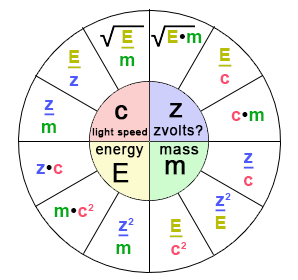 √E/m
√E•m
E/z
E/c
z/m
c•m
c
light speed
z
zvolts?
energy
E
mass
m
z•c
z/c
m•c²
z²/E
z²/m
E/c²